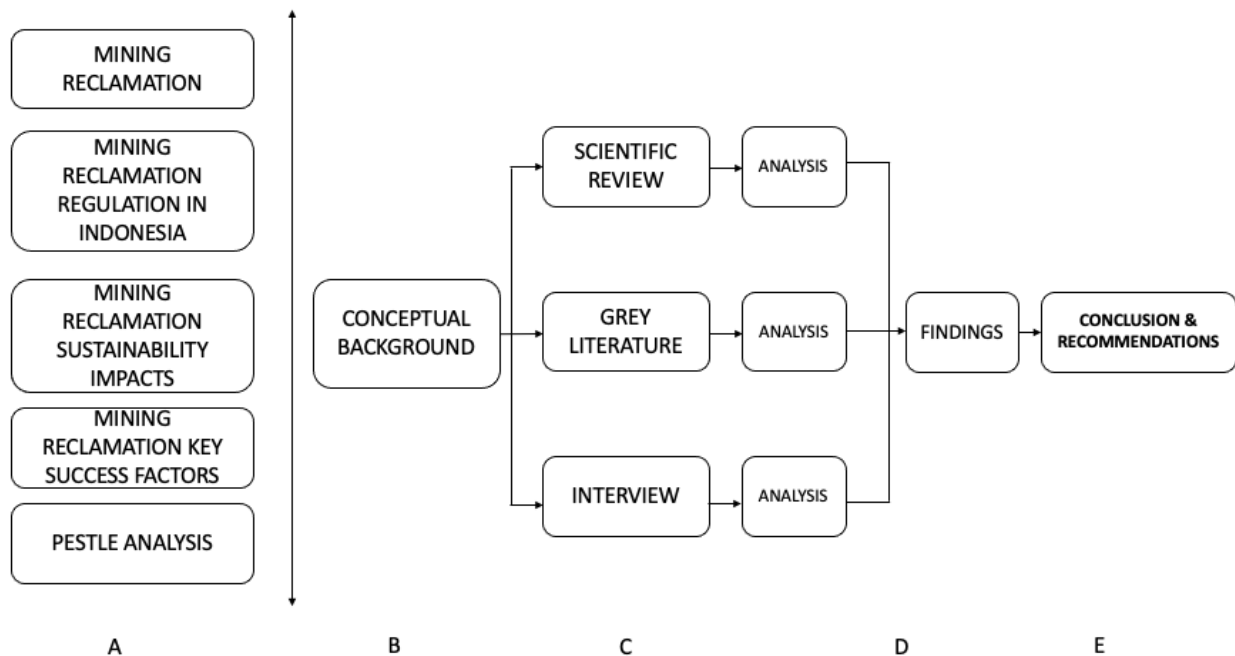 MINING
RECLAMATION
MINING
RECLAMATION
REGULATION IN
INDONESIA
MINING
RECLAMATION
SUSTAINABILITY
IMPACTS
MINING
RECLAMATION KEY
SUCCESS FACTORS
PESTLE ANALYSIS
CONCEPTUAL
BACKGROUND
SCIENTIFIC
REVIEW
ANALYSIS
GREY
LITERATURE
ANALYSIS
INTERVIEW
ANALYSIS
FINDINGS
CONCLUSION &
RECOMMENDATIONS
A
B
C
D
E